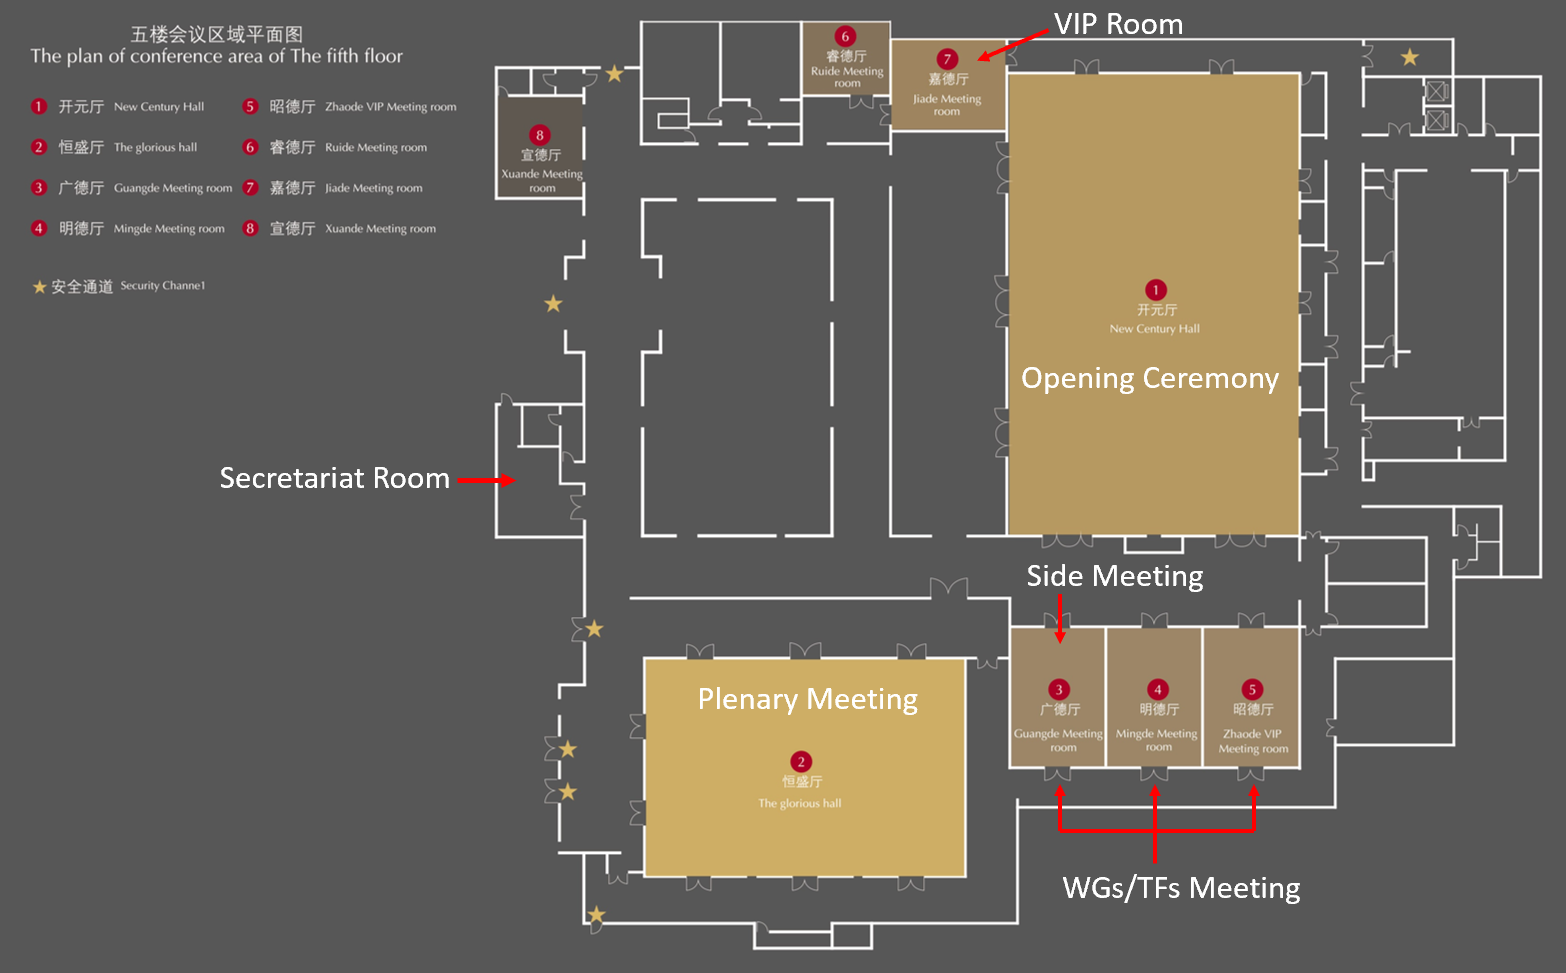 五楼会议区域平面图
The plan of conference area of The fifth floor
1 开元厅 New Century Hall
2 恒盛厅 The glorious hall
3 广德厅 Guangde Meeting room
4 明德厅 Mingde Meeting room
5 昭德厅 Zhaode VIP Meeting room
6 睿德厅 Ruide Meeting room
7 嘉德厅 Jiade Meeting room
8 宣德厅 Xuande Meeting room
安全通道 Security Channe1
VIP Room
6
睿德厅
Ruide Meeting
room
7
嘉德厅
Jiade Meeting
room
8
宣德厅
Xuande Meeting
room
1
开元厅
New Century Hall
Opening Ceremony
Secretariat Room
Side Meeting
Plenary Meeting
2
恒盛厅
The glorious hall
3
广德厅
Guangde Meeting
room
4
明德厅
Mingde Meeting
room
5
昭德厅
Zhaode VIP
Meeting room
WGs/TFs Meeting